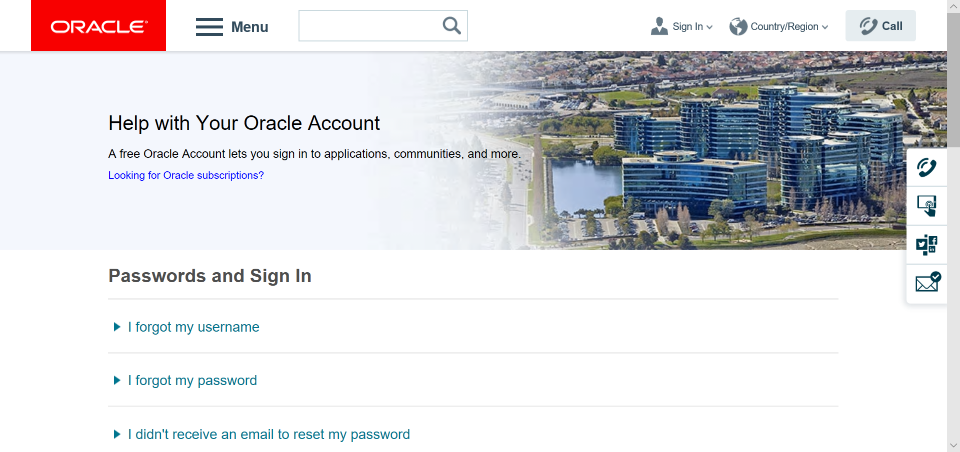 ORACLE
Menu
Sign In
Country/Region
Call
Help with Your Oracle Account
A free Oracle Account lets you sign in to applications, communities, and more.
Looking for Oracle subscriptions?
Passwords and Sign In
I forgot my username
I forgot my password
I didn't receive an email to reset my password